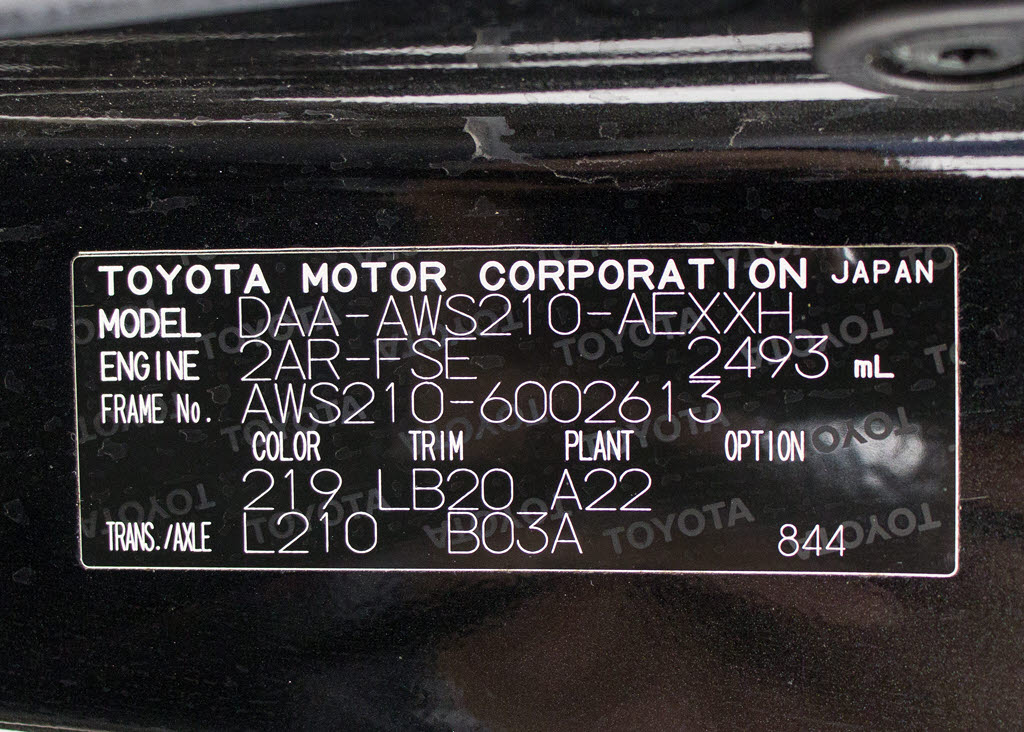 TOYOTA MOTOR CORPORATION JAPAN
MODEL DAA-AWS210-AEXXH
ENGINE 2AR-FSE 2493 mL
FRAME No. AWS210-6002613
COLOR TRIM PLANT OPTION
219 LB20 A22
TRANS./AXLE L210 B03A 844